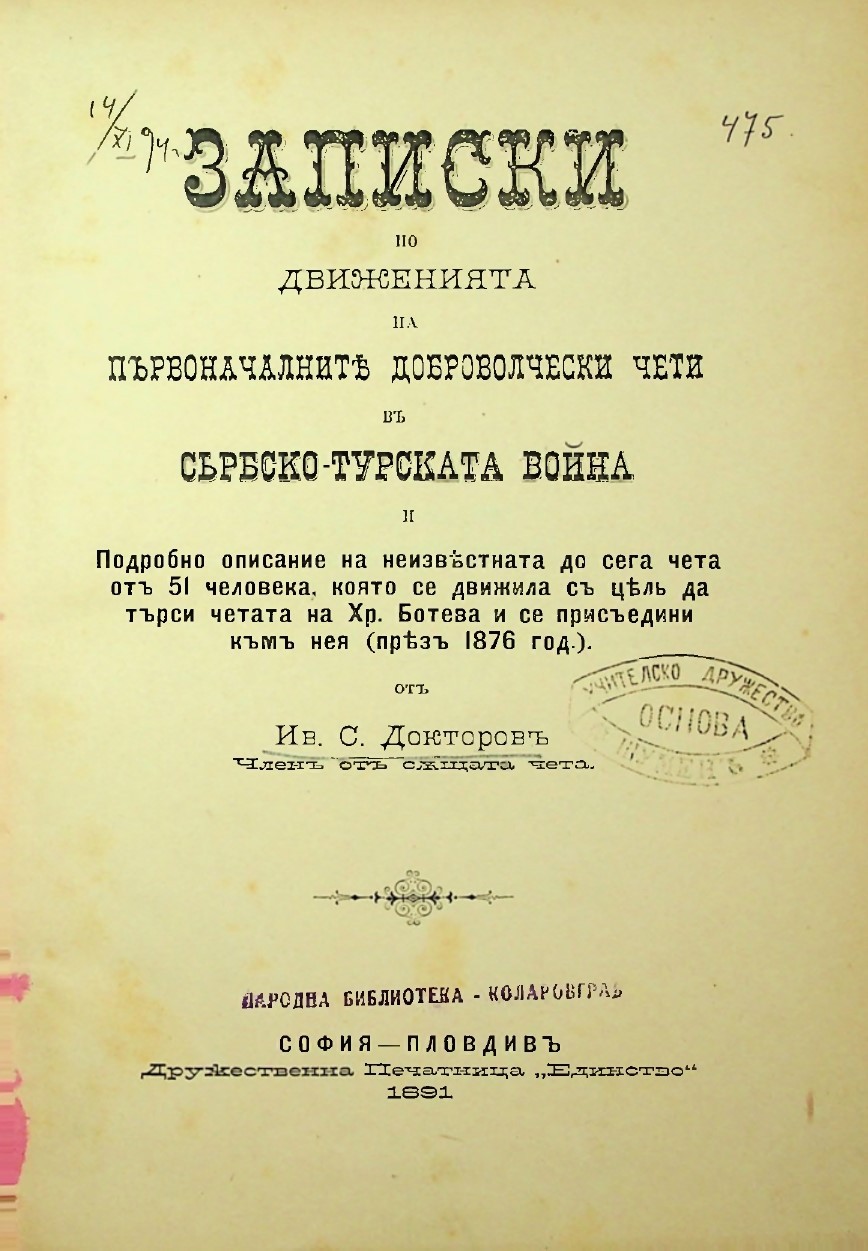 14/XI 94 г.
475.
ЗАПИСКИ
ПО
ДВИЖЕНИЯТА
НА
ПЪРВОНАЧАЛНИТѢ ДОБРОВОЛЧЕСКИ ЧЕТИ
ВЪ
СЬРБСКО-ТУРСКАТА ВОЙНА
И
Подробно описание на неизвѣстната до сега чета
отъ 51 человека, която се движила съ цѣль да
търси четата на Хр. Ботева и се присъедини
къмъ нея (прѣзъ 1876 год.).
отъ
УЧИТЕЛСКО ДРУЖЕСТВО
ОСНОВА
Ив. С. Докторовъ
Членъ отъ сѫщата чета.
НАРОДНА БИБЛИОТЕКА - КОЛАРОВГРАД
СОФИЯ — ПЛОВДИВЪ
Дружественна Печатница „Единство“
1891